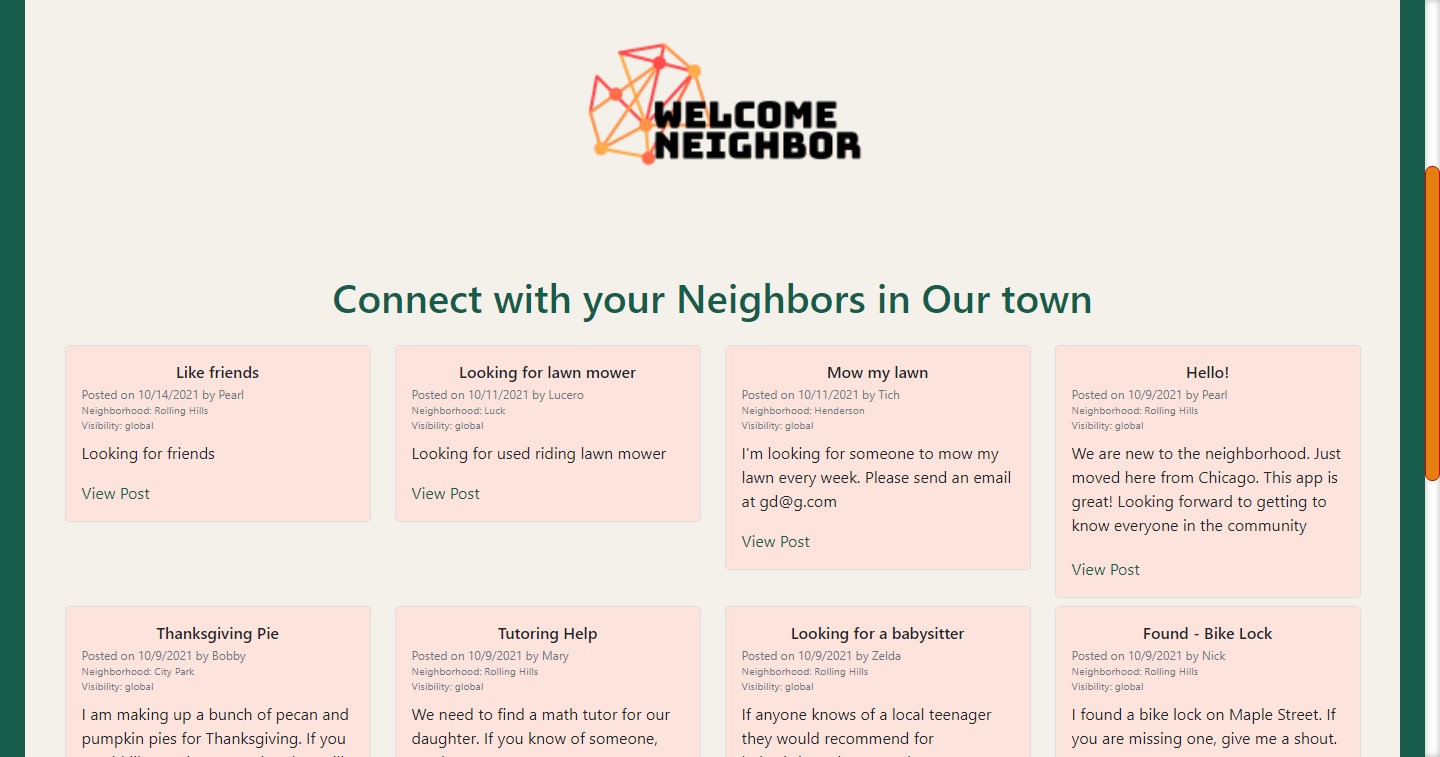 WELCOME
NEIGHBOR
Connect with your Neighbors in Our town
Like friends
Posted on 10/14/2021 by Pearl
Neighborhood: Rolling Hills
Visibility: global
Looking for friends
View Post
Looking for lawn mower
Posted on 10/11/2021 by Lucero
Neighborhood: Luck
Visibility: global
Looking for used riding lawn mower
View Post
Mow my lawn
Posted on 10/11/2021 by Tich
Neighborhood: Henderson
Visibility: global
I'm looking for someone to mow my
lawn every week. Please send an email
at gd@g.com
View Post
Hello!
Posted on 10/9/2021 by Pearl
Neighborhood: Rolling Hills
Visibility: global
We are new to the neighborhood. Just
moved here from Chicago. This app is
great! Looking forward to getting to
know everyone in the community
View Post
Thanksgiving Pie
Posted on 10/9/2021 by Bobby
Neighborhood: City Park
Visibility: global
I am making up a bunch of pecan and
pumpkin pies for Thanksgiving. If you
Tutoring Help
Posted on 10/9/2021 by Mary
Neighborhood: Rolling Hills
Visibility: global
We need to find a math tutor for our
daughter. If you know of someone,
Looking for a babysitter
Posted on 10/9/2021 by Zelda
Neighborhood: Rolling Hills
Visibility: global
If anyone knows of a local teenager
they would recommend for
Found - Bike Lock
Posted on 10/9/2021 by Nick
Neighborhood: Rolling Hills
Visibility: global
I found a bike lock on Maple Street. If
you are missing one, give me a shout.